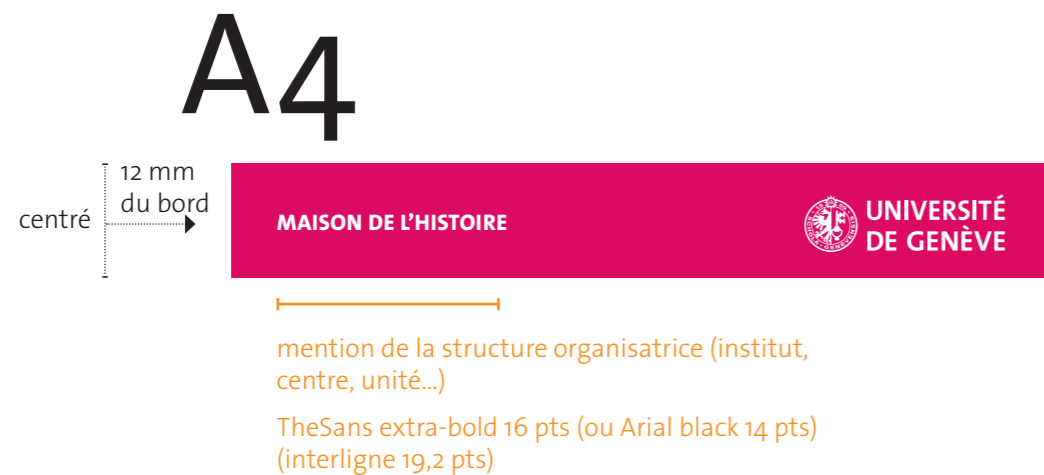 A4
12 mm
du bord
centré
MAISON DE L’HISTOIRE
UNIVERSITÉ
DE GENÈVE
mention de la structure organisatrice (institut,
centre, unité...)
TheSans extra-bold 16 pts (ou Arial black 14 pts)
(interligne 19,2 pts)